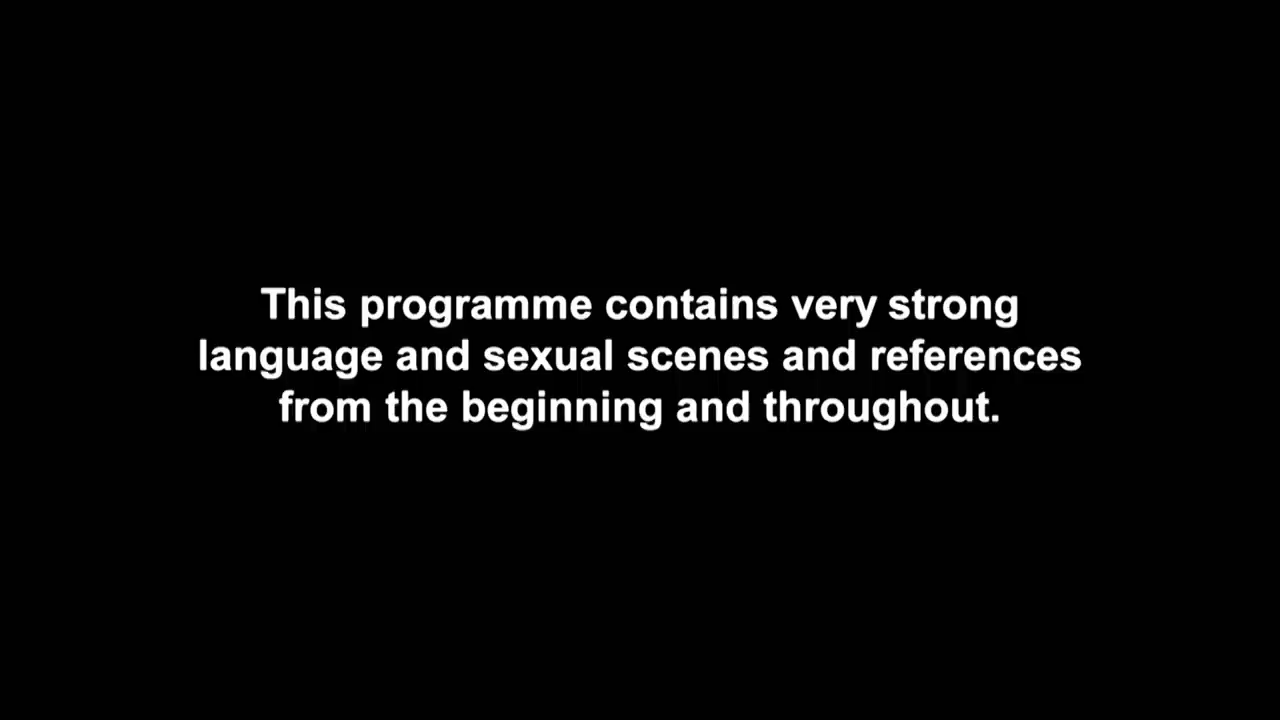 This programme contains very strong
language and sexual scenes and references
from the beginning and throughout.